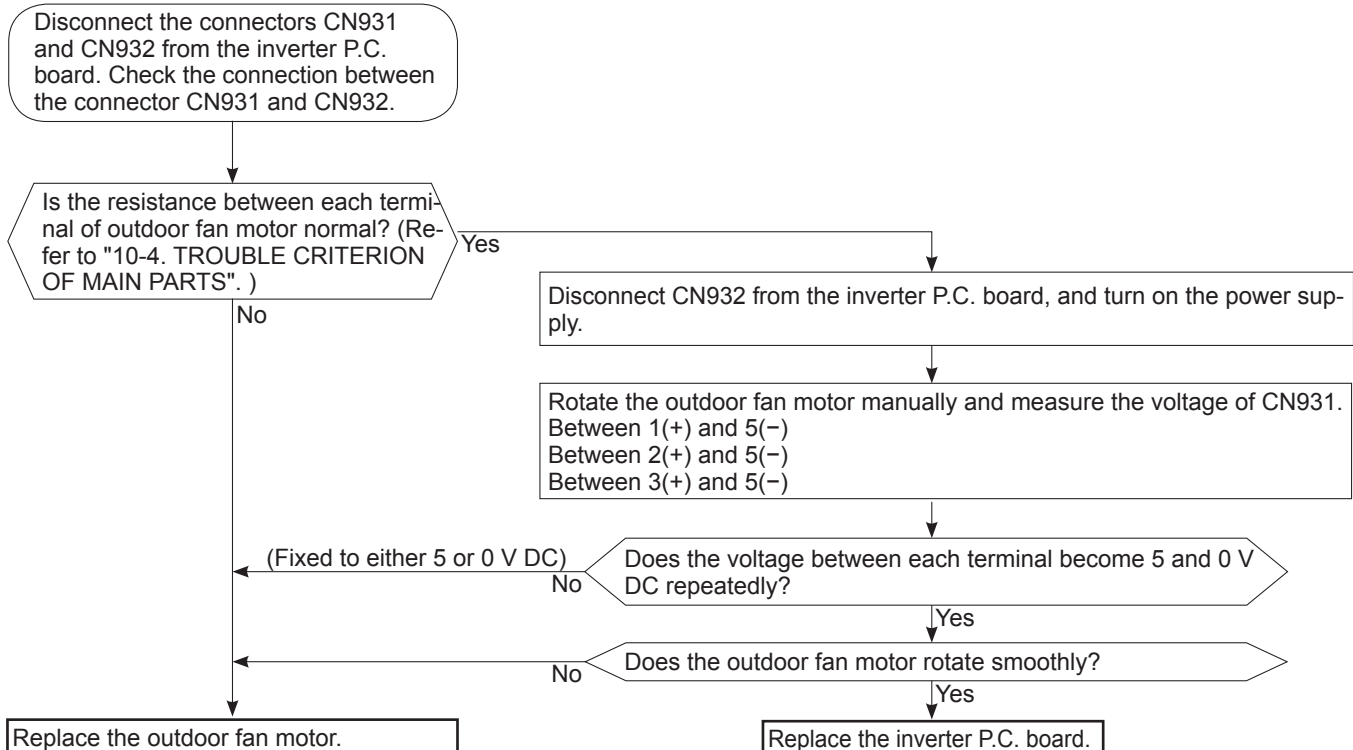 Disconnect the connectors CN931
and CN932 from the inverter P.C.
board. Check the connection between
the connector CN931 and CN932.
Is the resistance between each termi-
nal of outdoor fan motor normal? (Re-
fer to "10-4. TROUBLE CRITERION
OF MAIN PARTS". )
Yes
No
Disconnect CN932 from the inverter P.C. board, and turn on the power sup-
ply.
Rotate the outdoor fan motor manually and measure the voltage of CN931.
Between 1(+) and 5(−)
Between 2(+) and 5(−)
Between 3(+) and 5(−)
(Fixed to either 5 or 0 V DC)
No
Does the voltage between each terminal become 5 and 0 V
DC repeatedly?
Yes
No
Does the outdoor fan motor rotate smoothly?
Yes
Replace the outdoor fan motor.
Replace the inverter P.C. board.